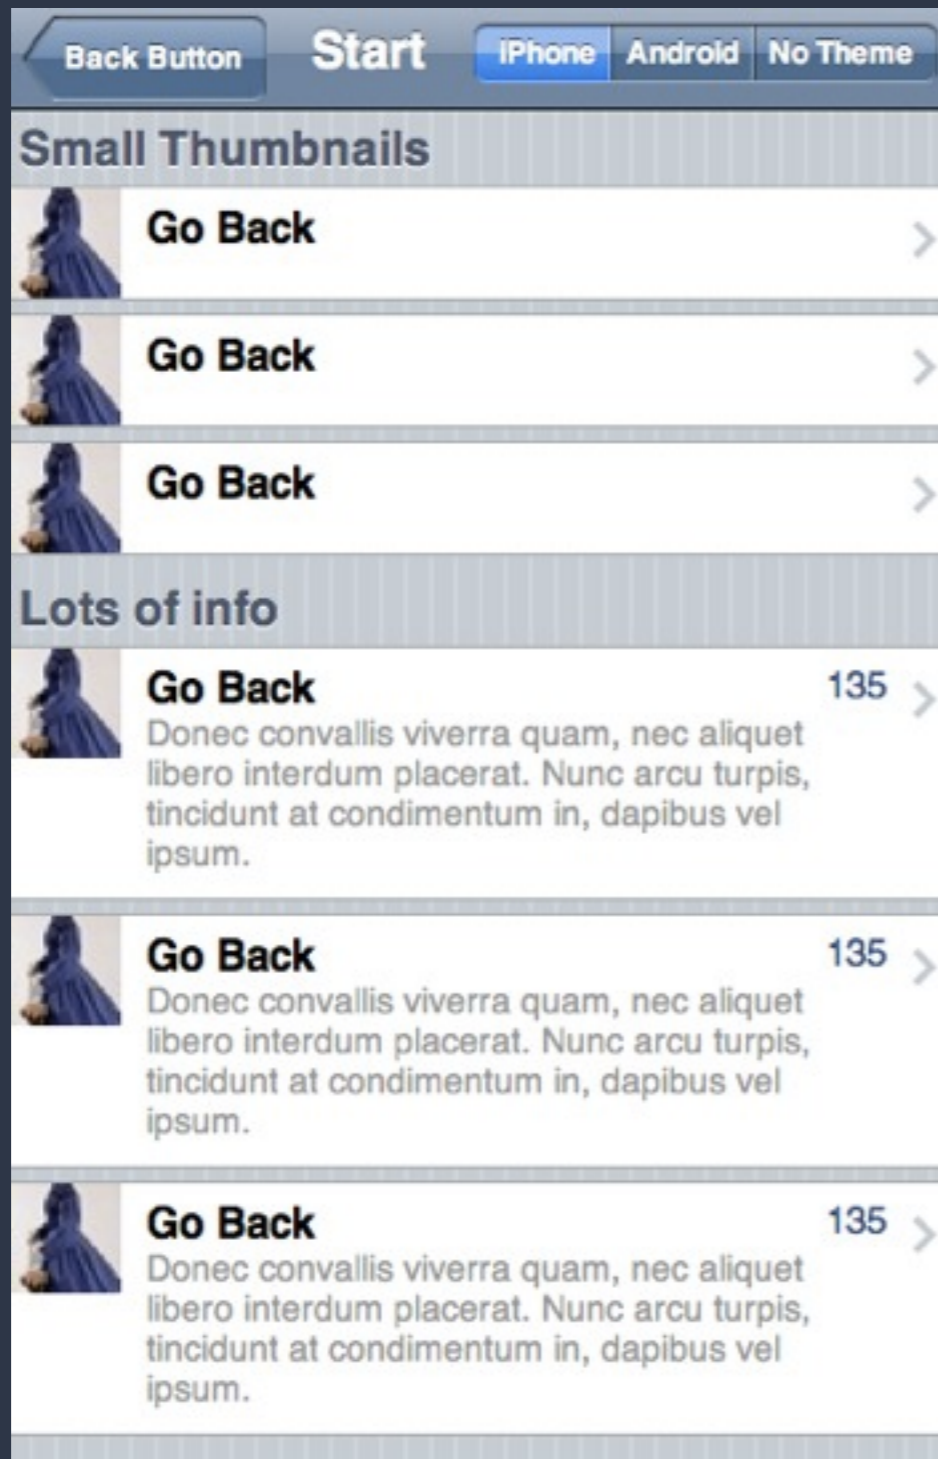 Back Button
Start
iPhone
Android
No Theme
Small Thumbnails
Go Back
Go Back
Go Back
Lots of info
Go Back
135
Donec convallis viverra quam, nec aliquet
libero interdum placerat. Nunc arcu turpis,
tincidunt at condimentum in, dapibus vel
ipsum.
Go Back
135
Donec convallis viverra quam, nec aliquet
libero interdum placerat. Nunc arcu turpis,
tincidunt at condimentum in, dapibus vel
ipsum.
Go Back
135
Donec convallis viverra quam, nec aliquet
libero interdum placerat. Nunc arcu turpis,
tincidunt at condimentum in, dapibus vel
ipsum.